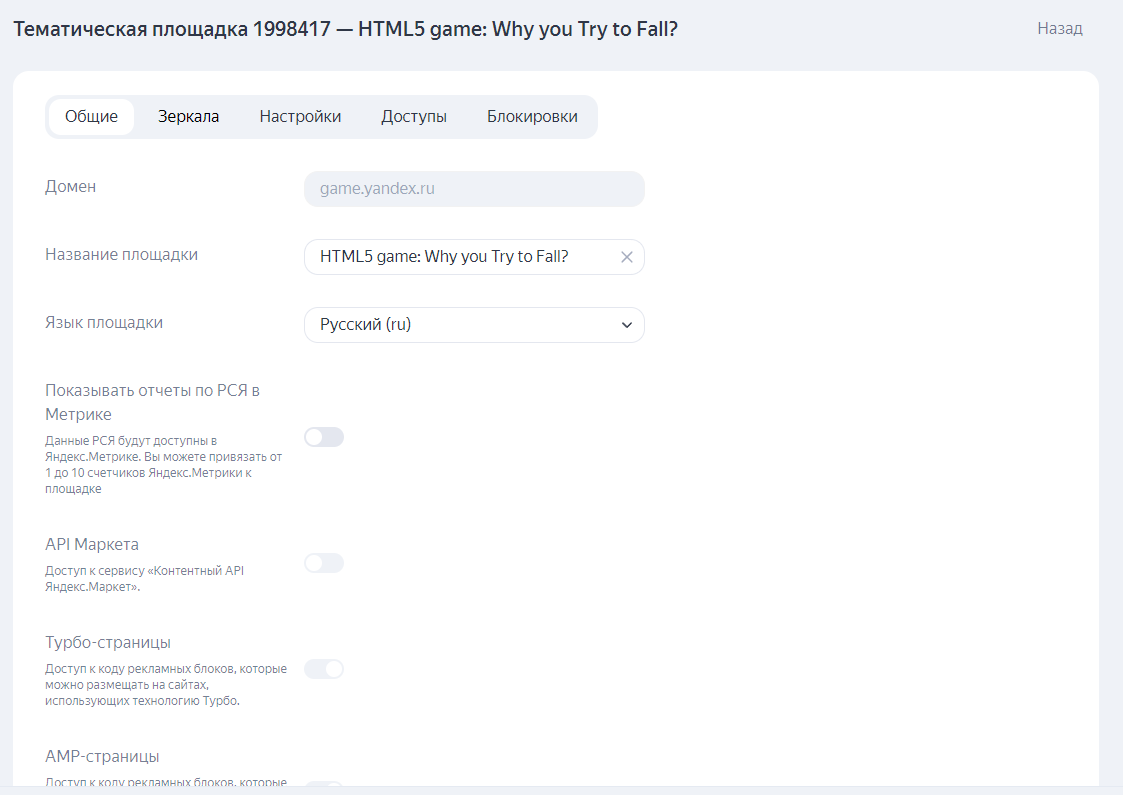 Тематическая площадка 1998417 — HTML5 game: Why you Try to Fall?
Назад
Общие
Зеркала
Настройки
Доступы
Блокировки
Домен
game.yandex.ru
Название площадки
HTML5 game: Why you Try to Fall?
Язык площадки
Русский (ru)
Показывать отчеты по РСЯ в
Метрике
Данные РСЯ будут доступны в
Яндекс.Метрике. Вы можете привязать от
1 до 10 счетчиков Яндекс.Метрики к
площадке
API Маркета
Доступ к сервису «Контентный API
Яндекс.Маркет».
Турбо-страницы
Доступ к коду рекламных блоков, которые
можно размещать на сайтах,
использующих технологию Турбо.
AMP-страницы
Доступ к коду рекламных блоков, которые